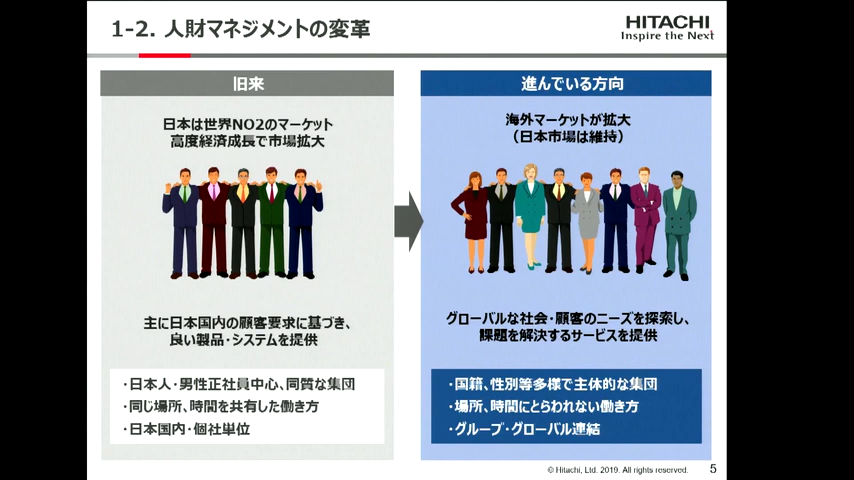 1-2. 人財マネジメントの変革
HITACHI
Inspire the Next
旧来
日本は世界NO2のマーケット
高度経済成長で市場拡大
主に日本国内の顧客要求に基づき、
良い製品・システムを提供
・日本人・男性正社員中心、同質な集団
・同じ場所、時間を共有した働き方
・日本国内・個社単位
進んでいる方向
海外マーケットが拡大
（日本市場は維持）
グローバルな社会・顧客のニーズを探索し、
課題を解決するサービスを提供
・国籍、性別等多様で主体的な集団
・場所、時間にとらわれない働き方
・グループ・グローバル連結
© Hitachi, Ltd. 2019. All rights reserved.
5